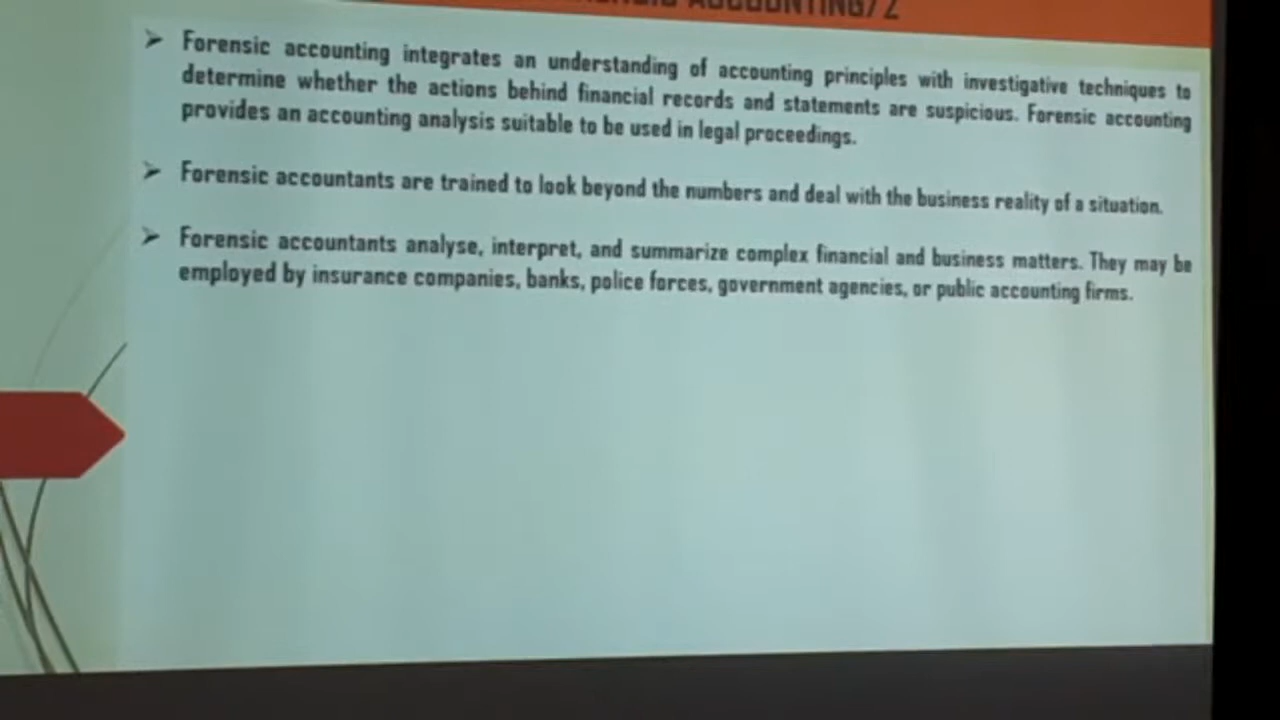 ACCOUNTING/2
➤ Forensic accounting integrates an understanding of accounting principles with investigative techniques to
determine whether the actions behind financial records and statements are suspicious. Forensic accounting
provides an accounting analysis suitable to be used in legal proceedings.
➤ Forensic accountants are trained to look beyond the numbers and deal with the business reality of a situation.
➤ Forensic accountants analyse, interpret, and summarize complex financial and business matters. They may be
employed by insurance companies, banks, police forces, government agencies, or public accounting firms.